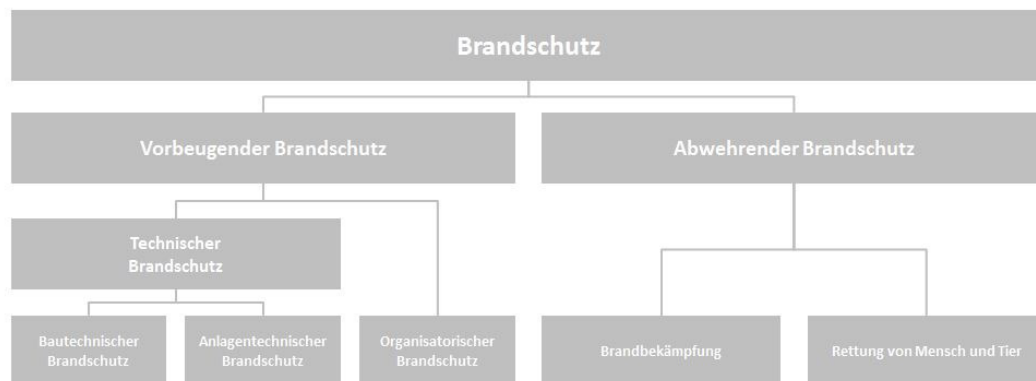 Brandschutz
Vorbeugender Brandschutz
Abwehrender Brandschutz
Technischer
Brandschutz
Bautechnischer
Brandschutz
Anlagentechnischer
Brandschutz
Organisatorischer
Brandschutz
Brandbekämpfung
Rettung von Mensch und Tier